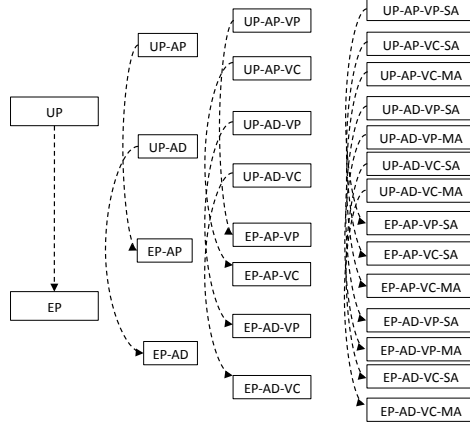 UP
EP
UP-AP
UP-AD
EP-AP
EP-AD
UP-AP-VP
UP-AP-VC
UP-AD-VP
UP-AD-VC
EP-AP-VP
EP-AP-VC
EP-AD-VP
EP-AD-VC
UP-AP-VP-SA
UP-AP-VC-SA
UP-AP-VC-MA
UP-AD-VP-SA
UP-AD-VP-MA
UP-AD-VC-SA
UP-AD-VC-MA
EP-AP-VP-SA
EP-AP-VC-SA
EP-AP-VC-MA
EP-AD-VP-SA
EP-AD-VP-MA
EP-AD-VC-SA
EP-AD-VC-MA